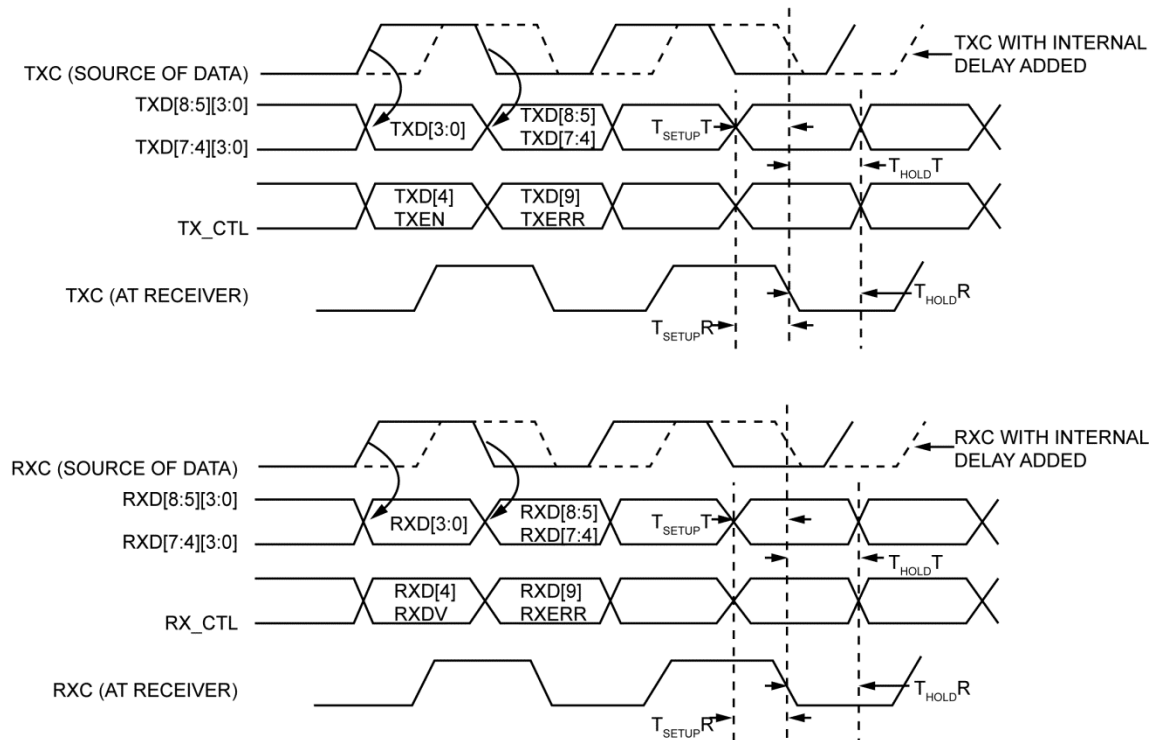 TXC (SOURCE OF DATA)
TXC WITH INTERNAL
DELAY ADDED
TXD[8:5][3:0]
TXD[7:4][3:0]
TXD[3:0]
TXD[8:5]
TXD[7:4]
TSETUPT
THOLDT
TX_CTL
TXD[4]
TXEN
TXD[9]
TXERR
TXC (AT RECEIVER)
THOLDR
TSETUPR
RXC (SOURCE OF DATA)
RXC WITH INTERNAL
DELAY ADDED
RXD[8:5][3:0]
RXD[7:4][3:0]
RXD[3:0]
RXD[8:5]
RXD[7:4]
TSETUPT
THOLDT
RX_CTL
RXD[4]
RXDV
RXD[9]
RXERR
RXC (AT RECEIVER)
THOLDR
TSETUPR